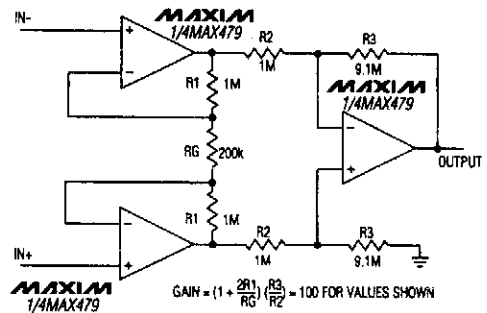 IN-
MAXIM
1/4MAX479
+
-
R1
1M
R2
1M
R3
9.1M
MAXIM
1/4MAX479
-
+
OUTPUT
RG
200k
R1
1M
-
+
IN+
R2
1M
R3
9.1M
MAXIM
1/4MAX479
GAIN = (1 + 2R1/RG) (R3/R2) = 100 FOR VALUES SHOWN